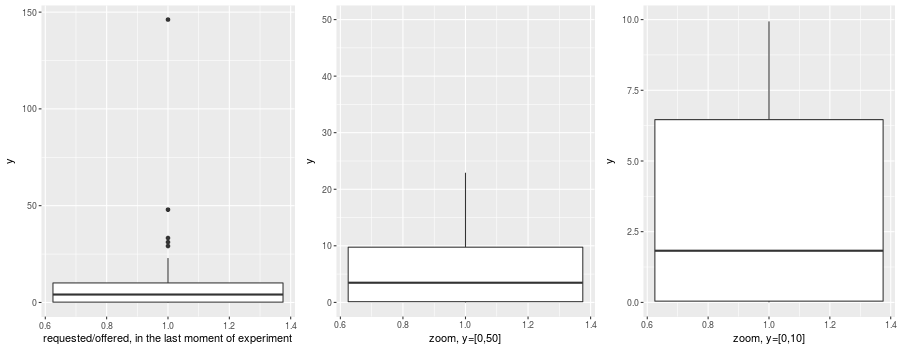 150
100
50
0
y
0.6 0.8 1.0 1.2 1.4
requested/offered, in the last moment of experiment
50
40
30
20
10
0
y
0.6 0.8 1.0 1.2 1.4
zoom, y=[0,50]
10.0
7.5
5.0
2.5
0.0
y
0.6 0.8 1.0 1.2 1.4
zoom, y=[0,10]